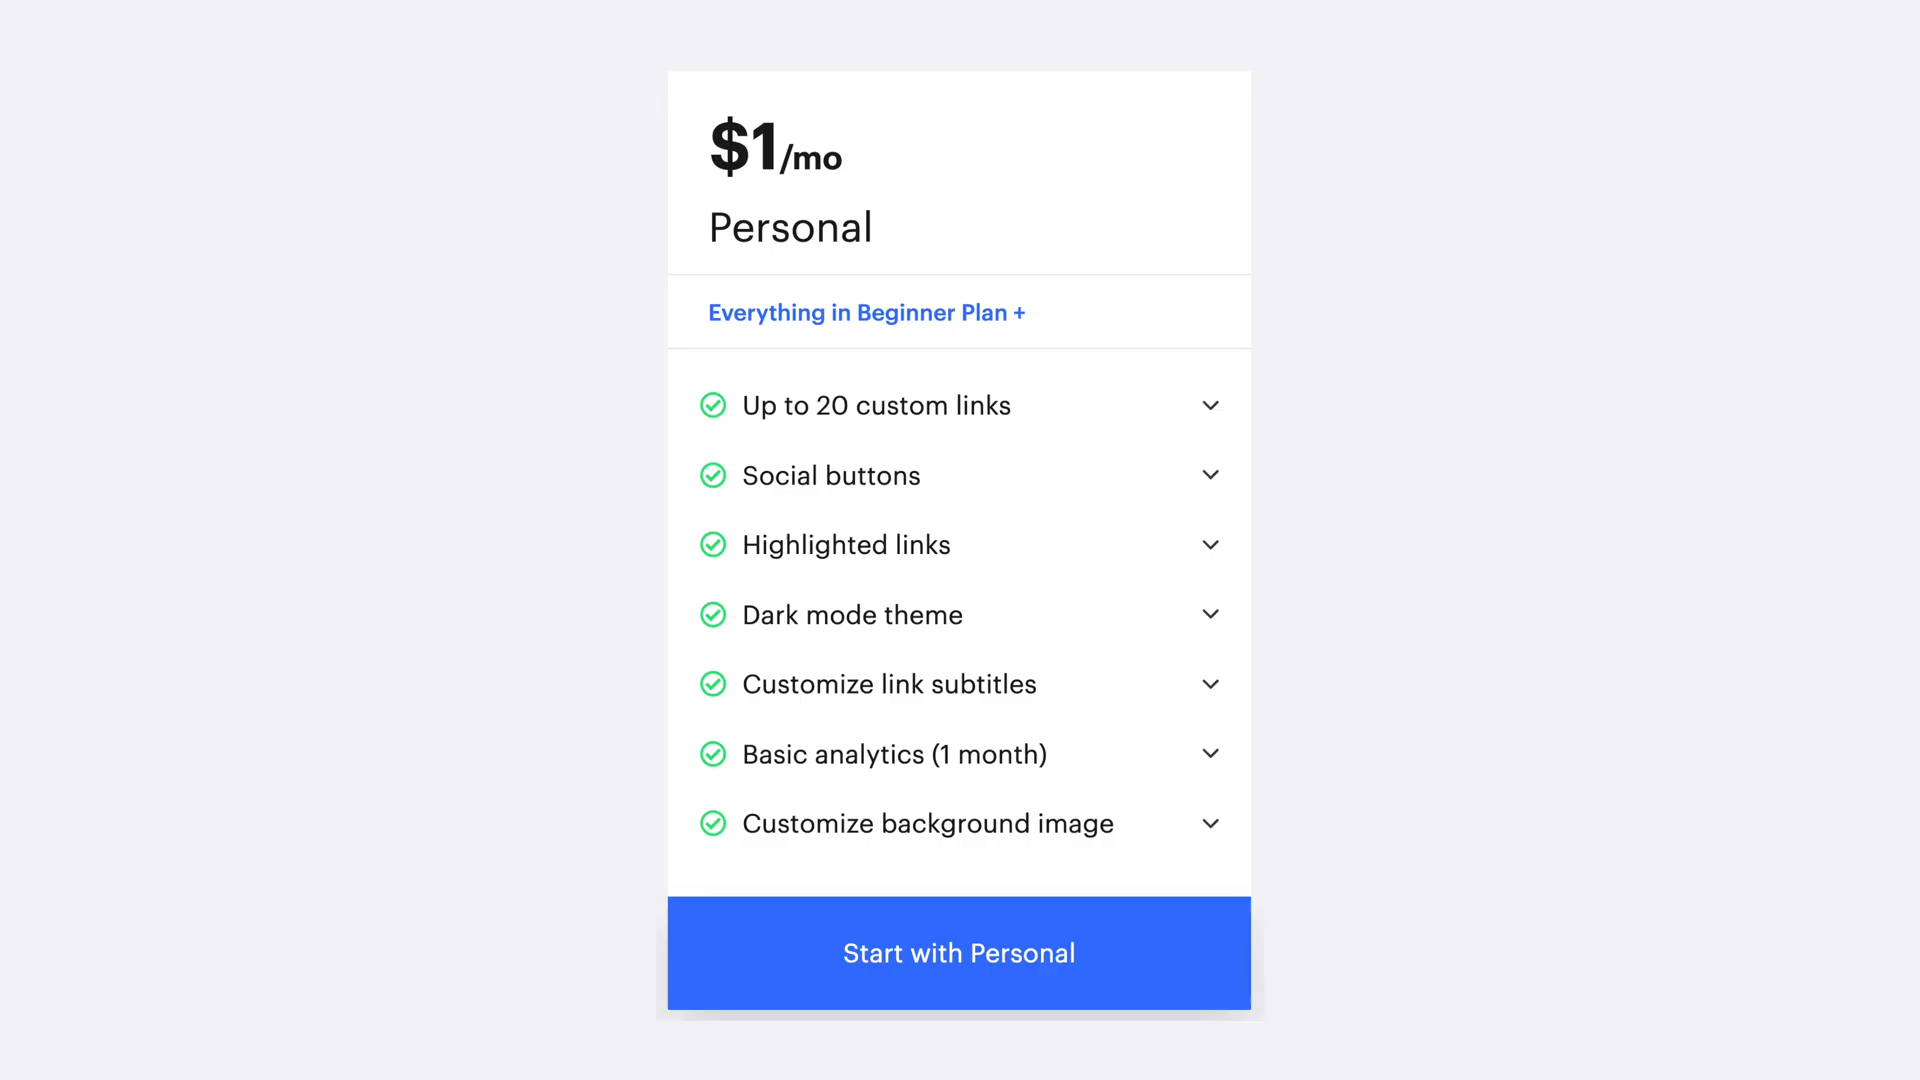 $1/mo
Personal
Everything in Beginner Plan +
Up to 20 custom links
Social buttons
Highlighted links
Dark mode theme
Customize link subtitles
Basic analytics (1 month)
Customize background image
Start with Personal